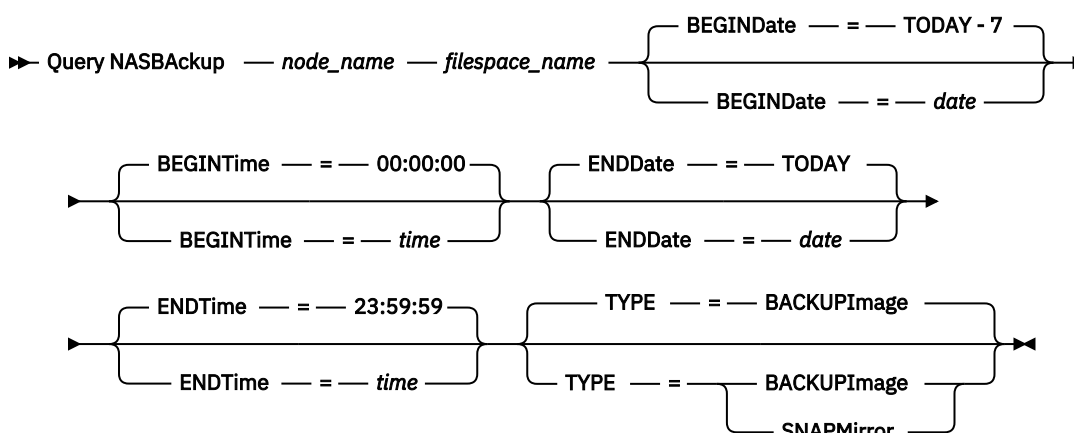 BEGINDate = TODAY - 7
Query NASBAckup node_name filespace_name
BEGINDate = date
BEGINTime = 00:00:00 ENDDate = TODAY
BEGINTime = time ENDDate = date
ENDTime = 23:59:59 TYPE = BACKUPImage
ENDTime = time TYPE = BACKUPImage
SNAPMirror